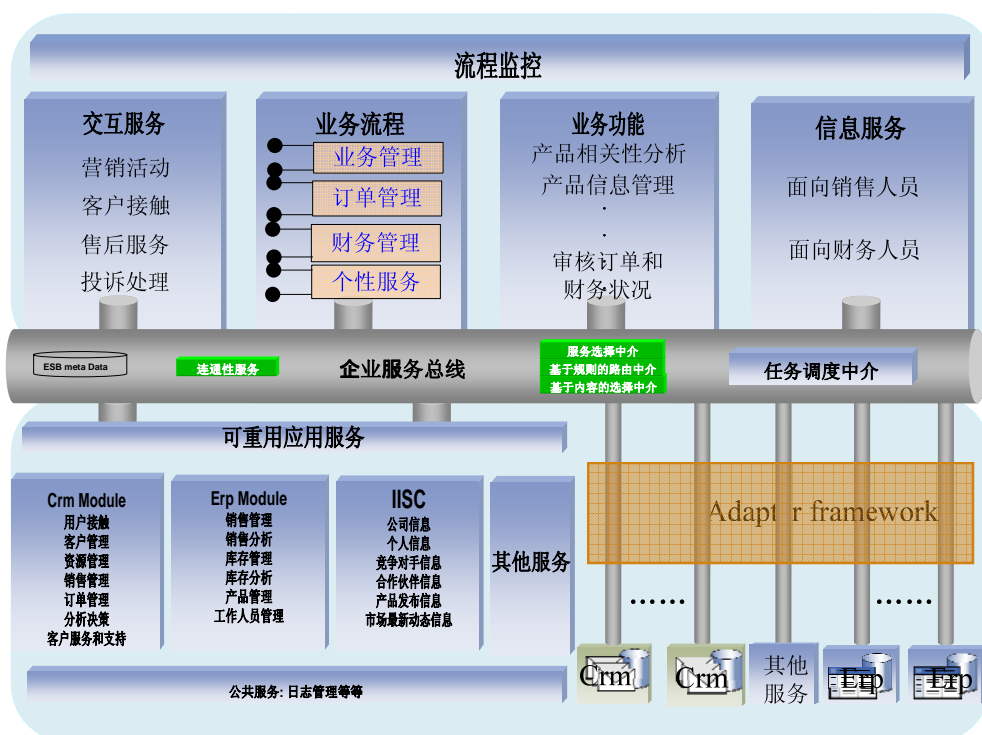 流程监控
交互服务
营销活动
客户接触
售后服务
投诉处理
业务流程
业务管理
订单管理
财务管理
个性服务
业务功能
产品相关性分析
产品信息管理
.
.
审核订单和
财务状况
信息服务
面向销售人员
面向财务人员
ESB meta Data
连通性服务
企业服务总线
服务选择中介
基于规则的路由中介
基于内容的选择中介
任务调度中介
可重用应用服务
Crm Module
用户接触
客户管理
资源管理
销售管理
订单管理
分析决策
客户服务和支持
Erp Module
销售管理
销售分析
库存管理
库存分析
产品管理
工作人员管理
IISC
公司信息
个人信息
竞争对手信息
合作伙伴信息
产品发布信息
市场最新动态信息
其他服务
公共服务: 日志管理等等
Adapter framework
……
……
Crm
Crm
其他
服务
Erp
Erp